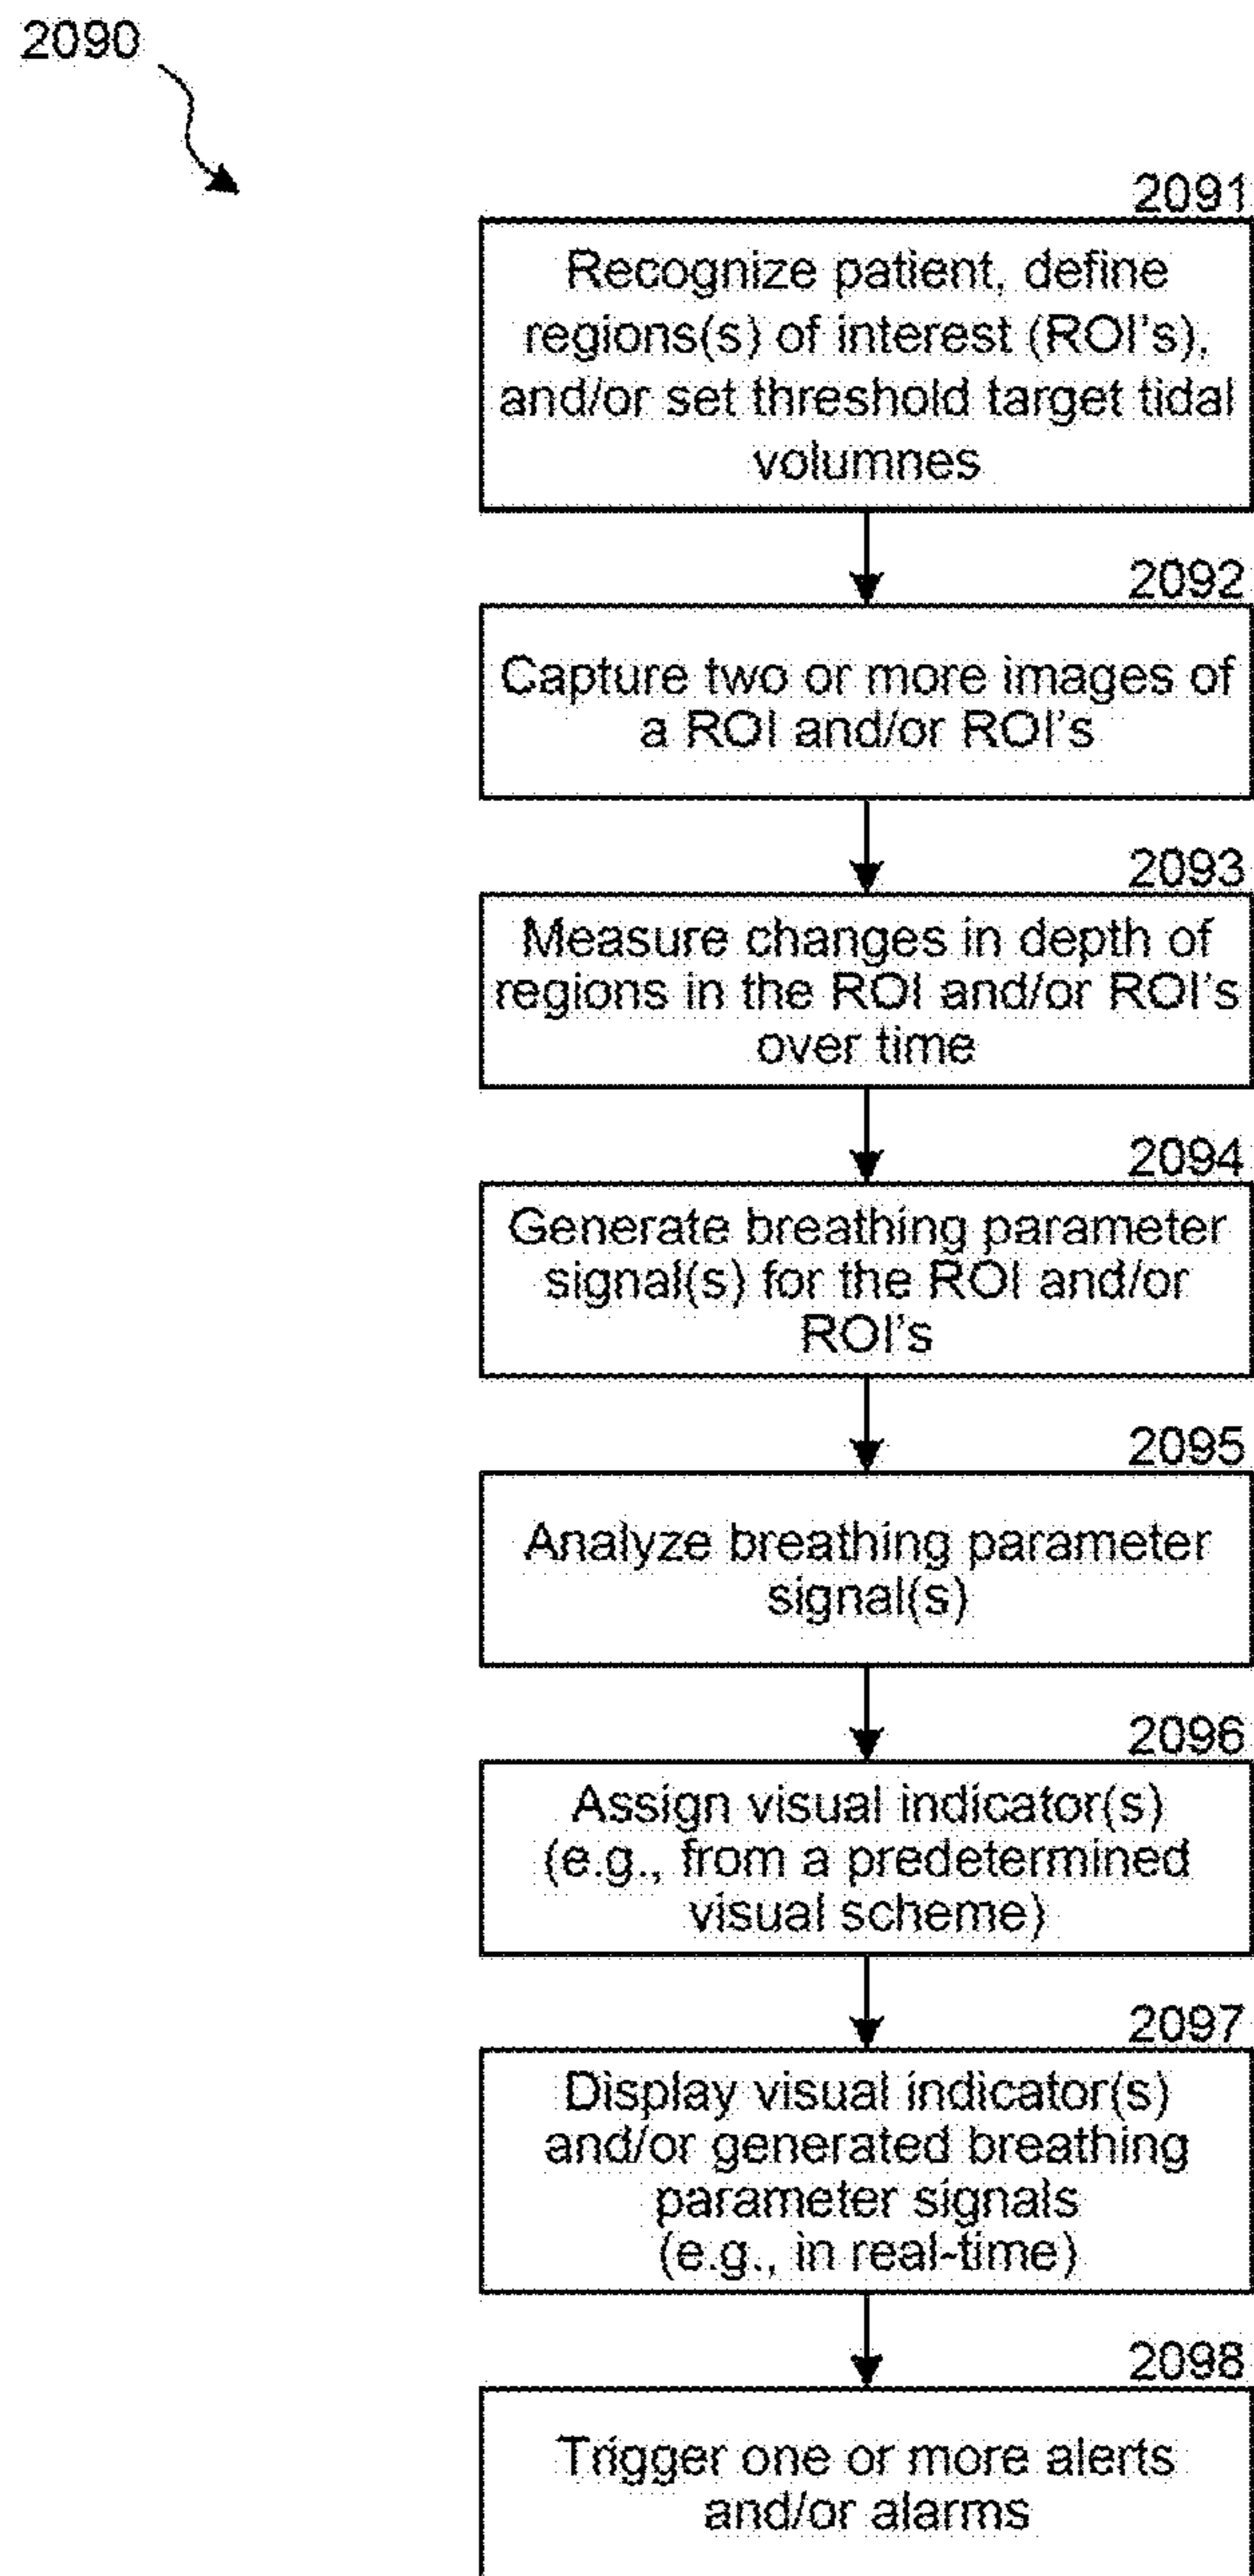 2090
2091
Recognize patient, define
regions(s) of interest (ROI's),
and/or set threshold target tidal
volumnes
2092
Capture two or more images of
a ROI and/or ROI's
2093
Measure changes in depth of
regions in the ROI and/or ROI's
over time
2094
Generate breathing parameter
signal(s) for the ROI and/or
ROI's
2095
Analyze breathing parameter
signal(s)
2096
Assign visual indicator(s)
(e.g., from a predetermined
visual scheme)
2097
Display visual indicator(s)
and/or generated breathing
parameter signals
(e.g., in real-time)
2098
Trigger one or more alerts
and/or alarms